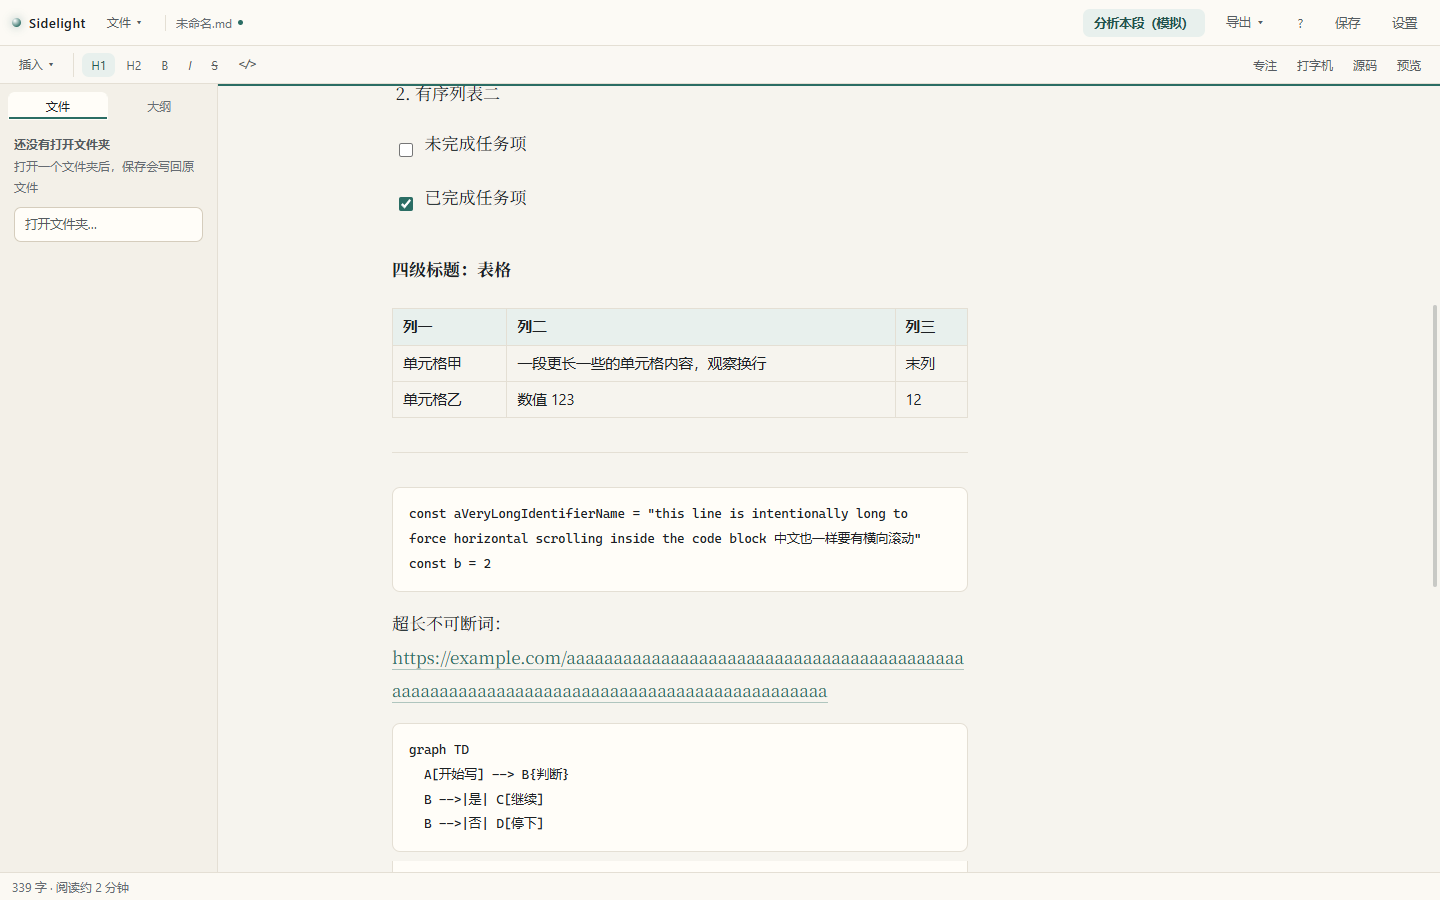 Sidelight 文件 未命名.md
分析本段（模拟） 导出 ? 保存 设置
插入 H1 H2 B I S </>
专注 打字机 源码 预览
文件 大纲
还没有打开文件夹
打开一个文件夹后，保存会写回原
文件
打开文件夹...
2. 有序列表二
未完成任务项
已完成任务项
四级标题：表格
列一 列二 列三
单元格甲 一段更长一些的单元格内容，观察换行 末列
单元格乙 数值 123 12
const aVeryLongIdentifierName = "this line is intentionally long to
force horizontal scrolling inside the code block 中文也一样要有横向滚动"
const b = 2
超长不可断词：
https://example.com/aaaaaaaaaaaaaaaaaaaaaaaaaaaaaaaaaaaaaaaaaa
aaaaaaaaaaaaaaaaaaaaaaaaaaaaaaaaaaaaaaaaaaaaaa
graph TD
A[开始写] --> B{判断}
B -->|是| C[继续]
B -->|否| D[停下]
339 字 · 阅读约 2 分钟